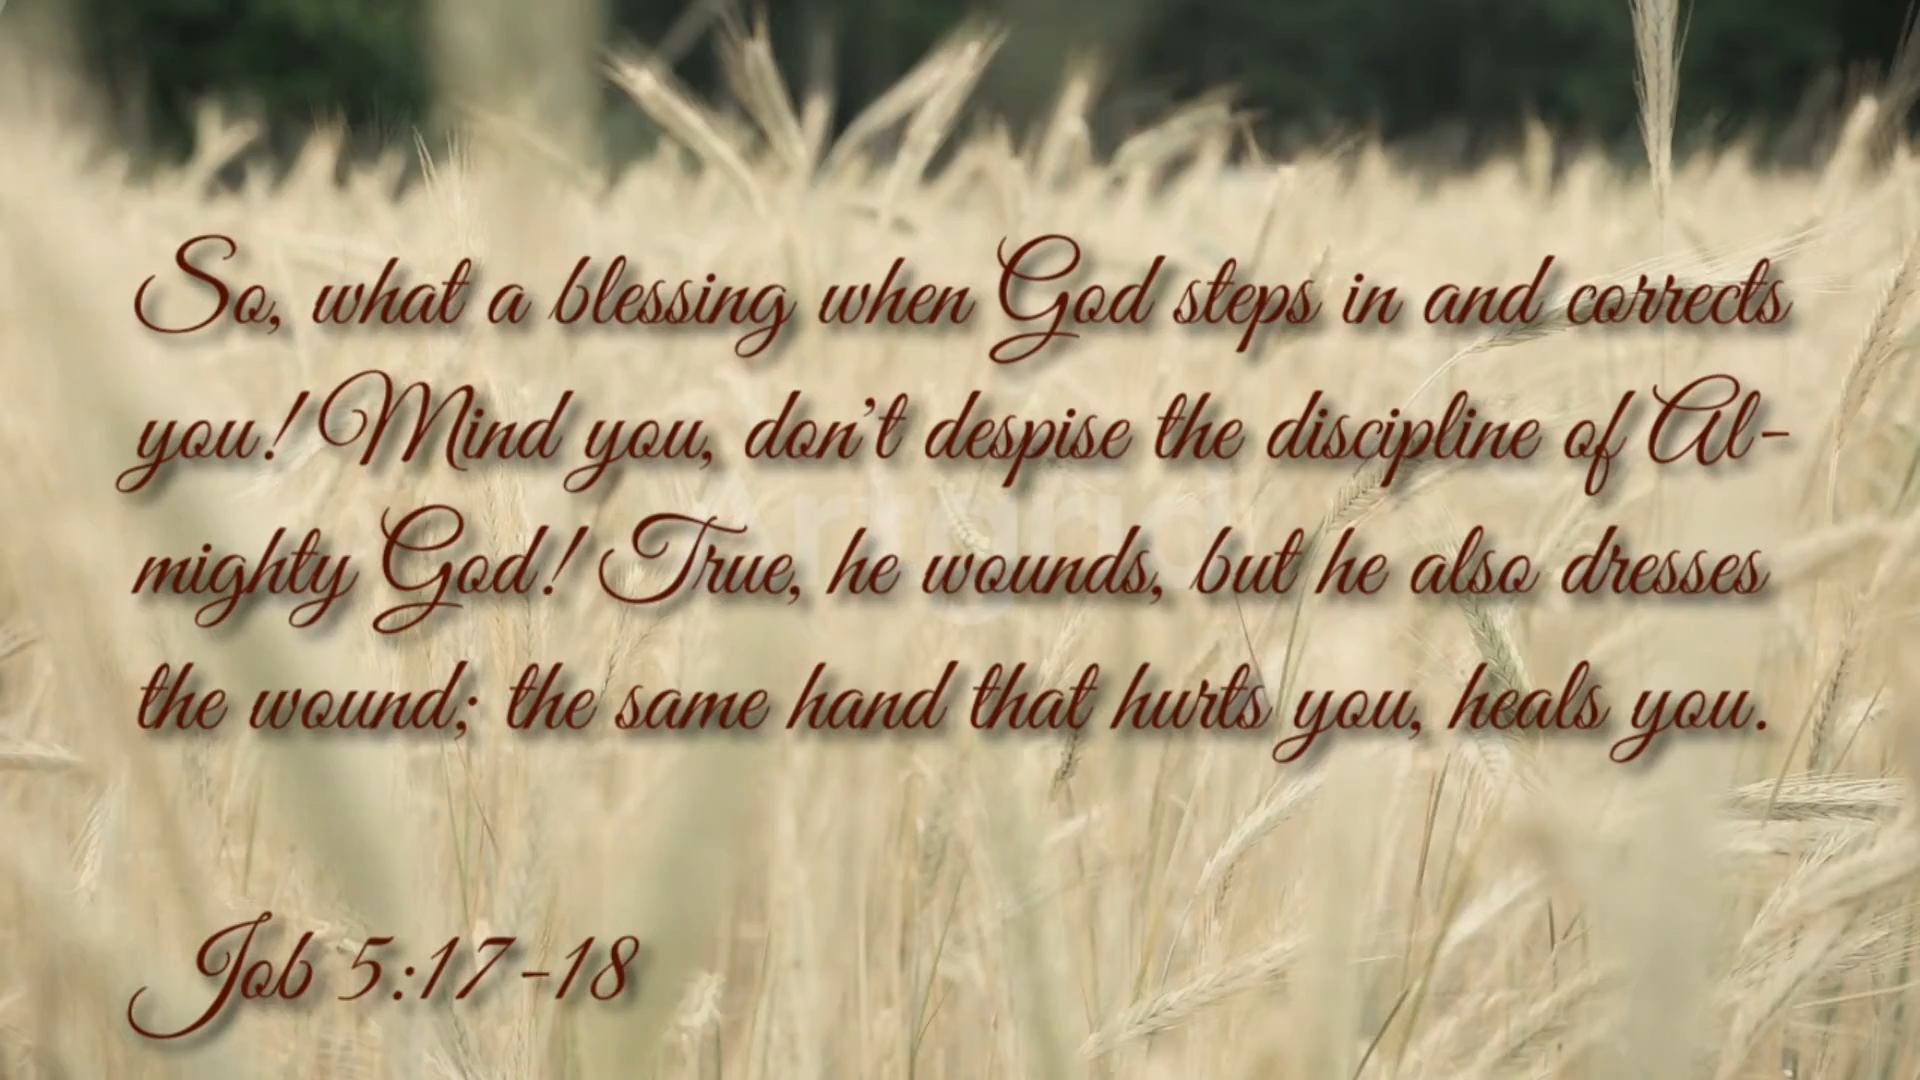 So, what a blessing when God steps in and corrects
you! Mind you, don't despise the discipline of Al-
mighty God! True, he wounds, but he also dresses
the wound; the same hand that hurts you, heals you.
Artgrid
Job 5:17-18